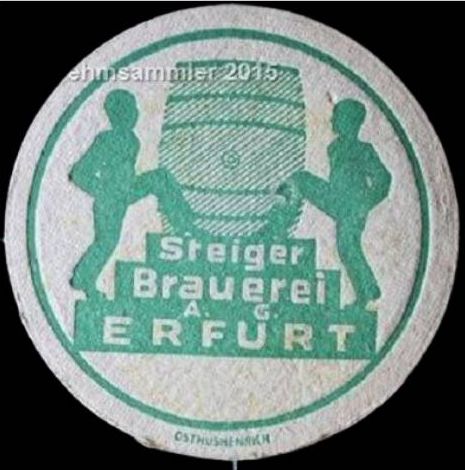 ehmsammler 2015
Steiger
Brauerei
A. G.
ERFURT
OSTHUSHENRICH